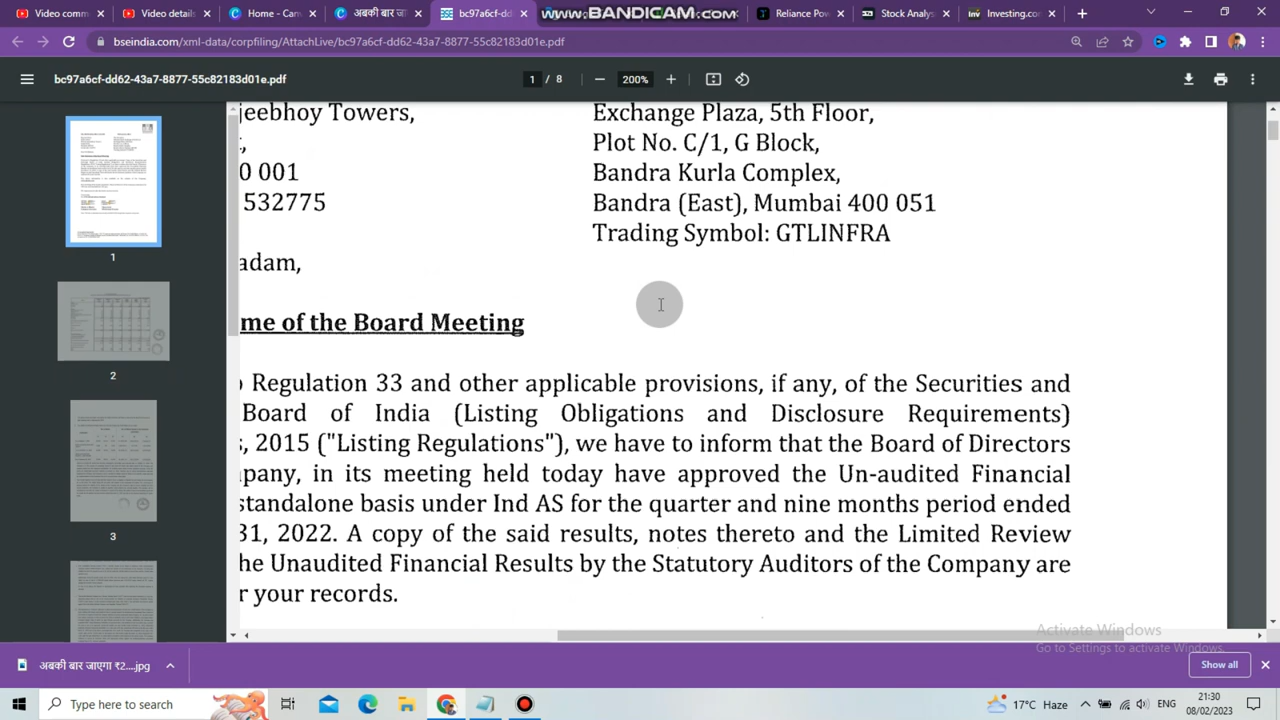 Video comm
Video details
Home - Can
अबकी बार जा
bc97a6cf-dd
WWW.BANDICAM.COM
Reliance Pow
Stock Analys
Investing.co
bseindia.com/xml-data/corpfiling/AttachLive/bc97a6cf-dd62-43a7-8877-55c82183d01e.pdf
bc97a6cf-dd62-43a7-8877-55c82183d01e.pdf
1 / 8
200%
jeebhoy Towers,
Exchange Plaza, 5th Floor,
Plot No. C/1, G Block,
0 001
Bandra Kurla Complex,
532775
Bandra (East), Mumbai 400 051
Trading Symbol: GTLINFRA
adam,
me of the Board Meeting
Regulation 33 and other applicable provisions, if any, of the Securities and
Board of India (Listing Obligations and Disclosure Requirements)
s, 2015 ("Listing Regulations"), we have to inform that the Board of Directors
pany, in its meeting held today have approved the Un-audited Financial
standalone basis under Ind AS for the quarter and nine months period ended
31, 2022. A copy of the said results, notes thereto and the Limited Review
he Unaudited Financial Results by the Statutory Auditors of the Company are
r your records.
1
2
3
Activate Windows
Go to Settings to activate Windows.
अबकी बार जाएगा ₹2....jpg
Show all
Type here to search
17°C Haze
ENG
21:30
08/02/2023